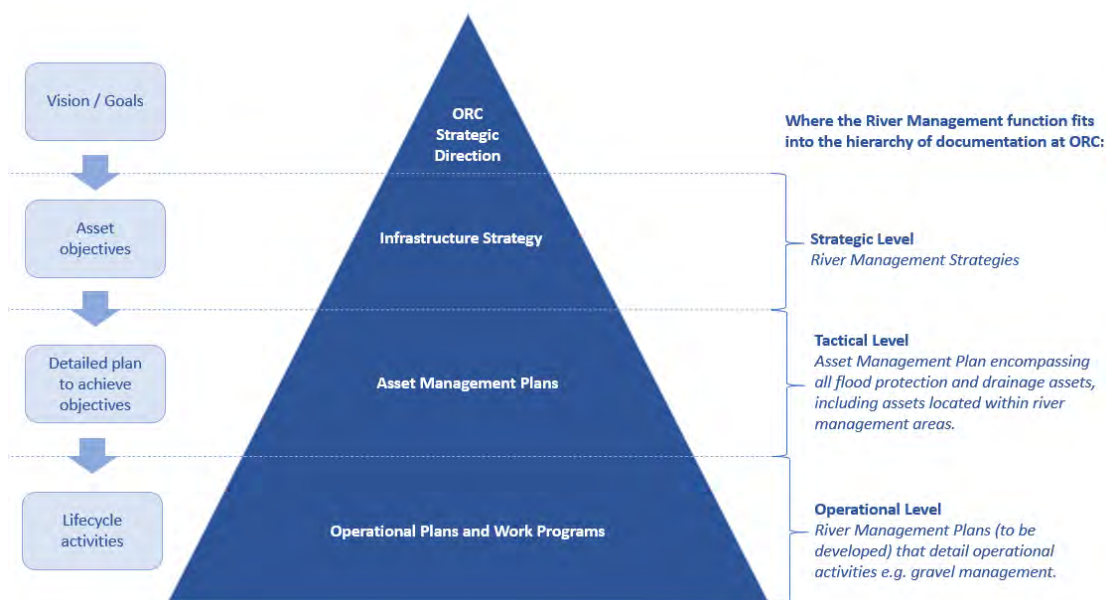 Vision / Goals
Asset
objectives
Detailed plan
to achieve
objectives
Lifecycle
activities
ORC
Strategic
Direction
Infrastructure Strategy
Asset Management Plans
Operational Plans and Work Programs
Where the River Management function fits
into the hierarchy of documentation at ORC:
Strategic Level
River Management Strategies
Tactical Level
Asset Management Plan encompassing
all flood protection and drainage assets,
including assets located within river
management areas.
Operational Level
River Management Plans (to be
developed) that detail operational
activities e.g. gravel management.